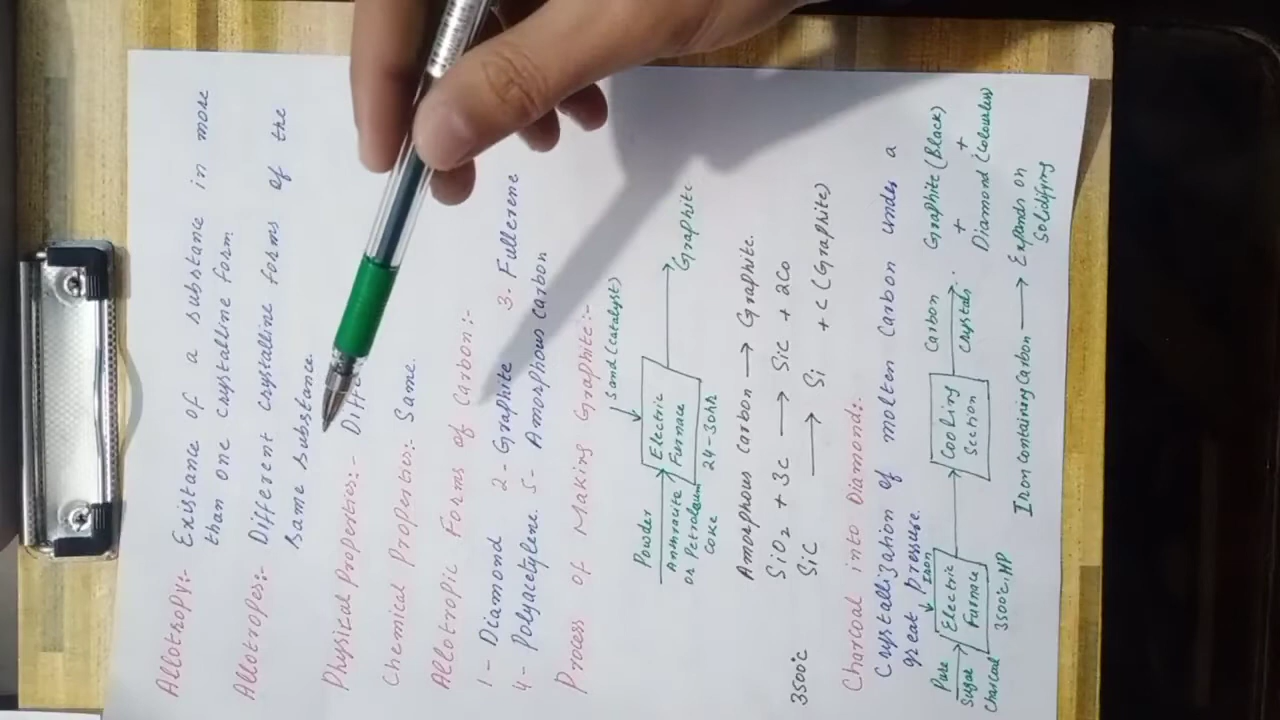 Allotropy:- Existance of a substance in more
than one crystalline form
Allotropes:- Different crystalline forms of the
same substance
Physical Properties:- Diffe
Chemical Properties:- Same.
Allotropic Forms of Carbon:-
1- Diamond 2- Graphite 3. Fullerene
4- Polyacetylene. 5- Amorphous carbon
Process of Making Graphite:-
Sand (catalyst)
Powder
Anthracite
or Petroleum
coke
Electric
Furnace
24-30hr
Graphite
Amorphous carbon → Graphite.
SiO2 + 3C → SiC + 2Co
3500°C SiC → Si + C (Graphite)
Charcoal into Diamond:-
Crystallization of molton Carbon under a
great Pressure.
Pure
Sugar
Charcoal
Iron
Electric
Furnace
3500°C, HP
Cooling
Section
Carbon
crystals
Graphite (Black)
+ +
Diamond (Colourless)
Iron containing Carbon → Expands on
Solidifying